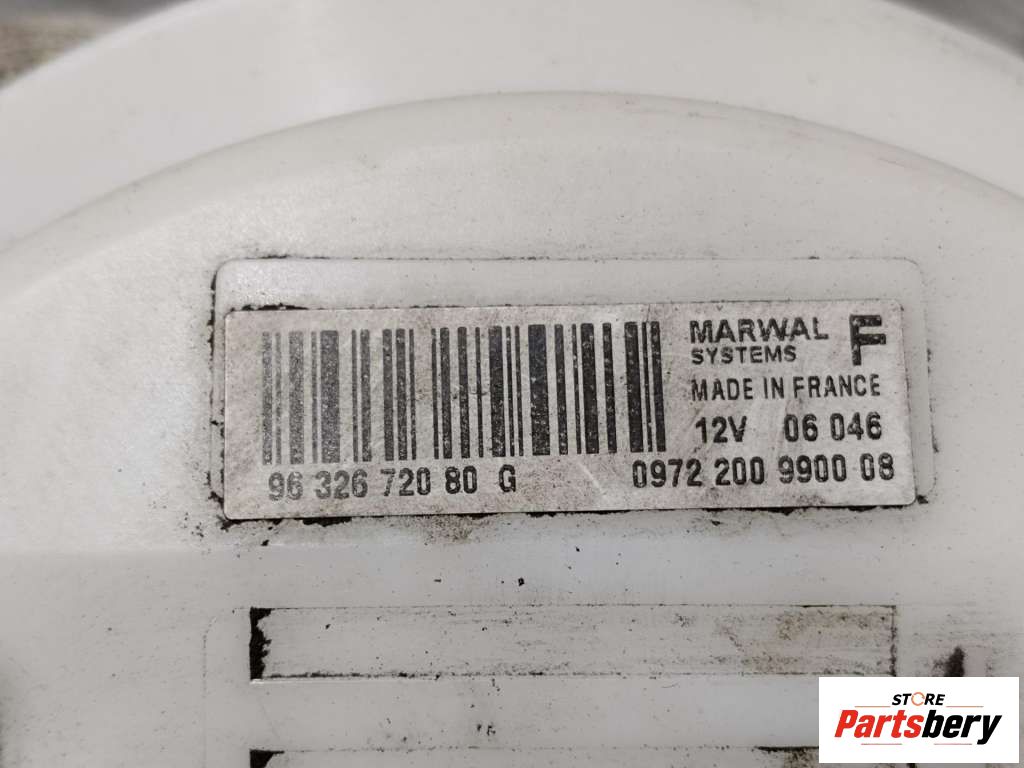 MARWAL
SYSTEMS
F
MADE IN FRANCE
12V 06 046
96 326 720 80 G
0972 200 9900 08
STORE
Partsbery